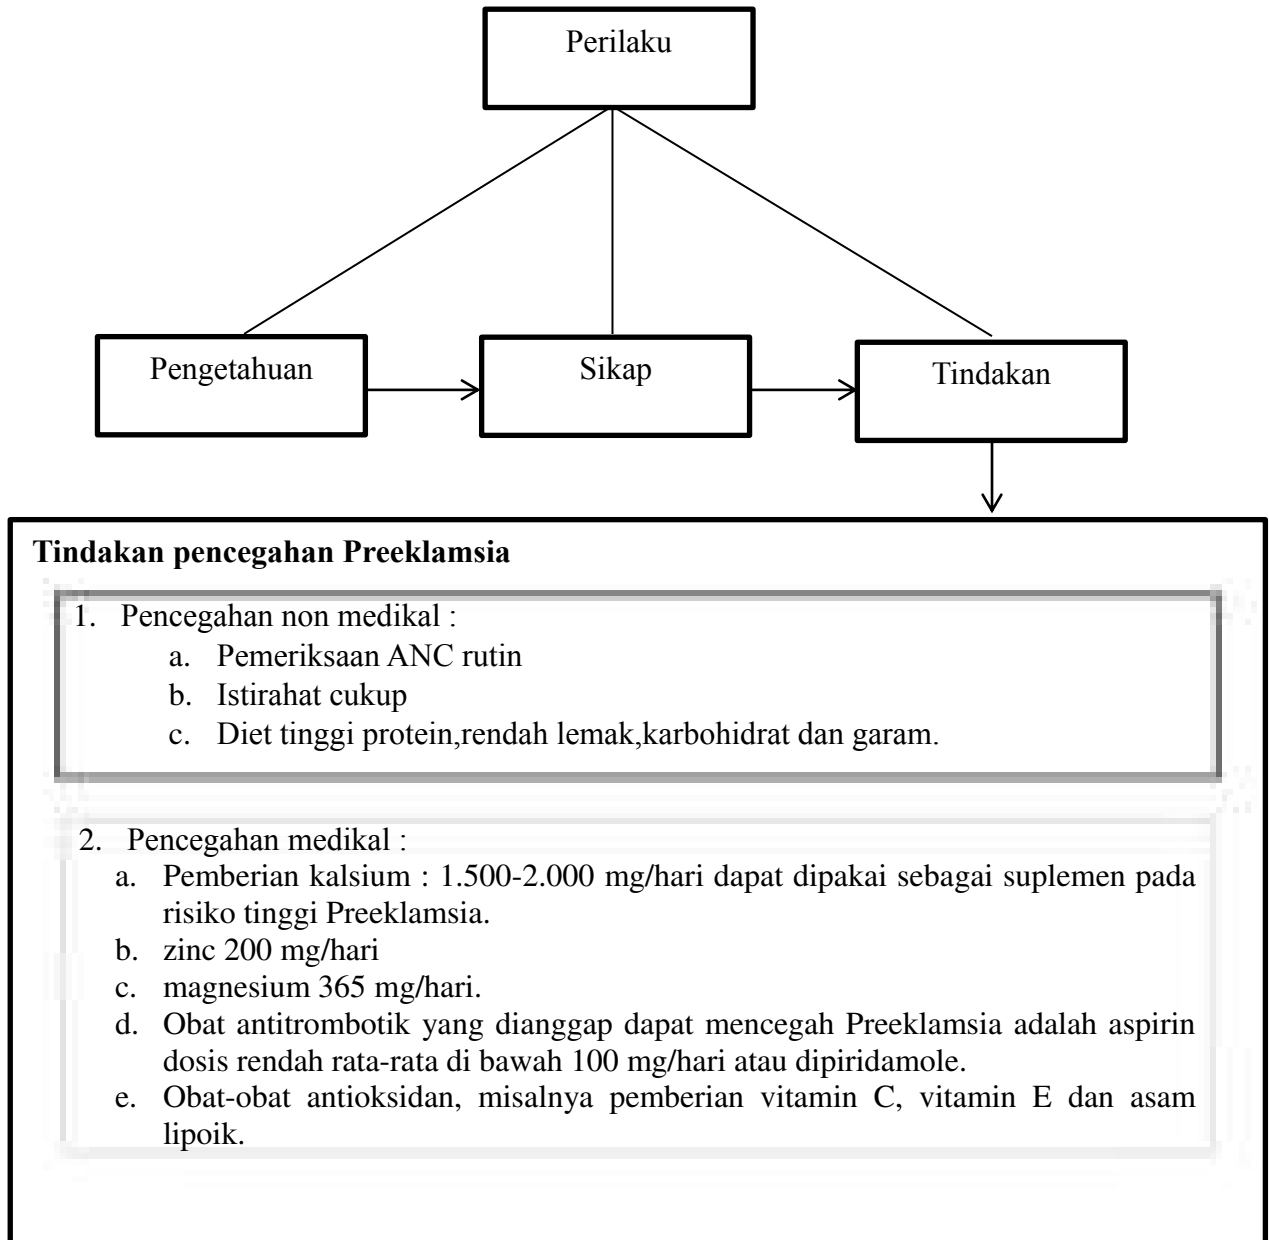 Perilaku
Pengetahuan
Sikap
Tindakan
Tindakan pencegahan Preeklamsia
1. Pencegahan non medikal :
a. Pemeriksaan ANC rutin
b. Istirahat cukup
c. Diet tinggi protein,rendah lemak,karbohidrat dan garam.
2. Pencegahan medikal :
a. Pemberian kalsium : 1.500-2.000 mg/hari dapat dipakai sebagai suplemen pada
risiko tinggi Preeklamsia.
b. zinc 200 mg/hari
c. magnesium 365 mg/hari.
d. Obat antitrombotik yang dianggap dapat mencegah Preeklamsia adalah aspirin
dosis rendah rata-rata di bawah 100 mg/hari atau dipiridamole.
e. Obat-obat antioksidan, misalnya pemberian vitamin C, vitamin E dan asam
lipoik.